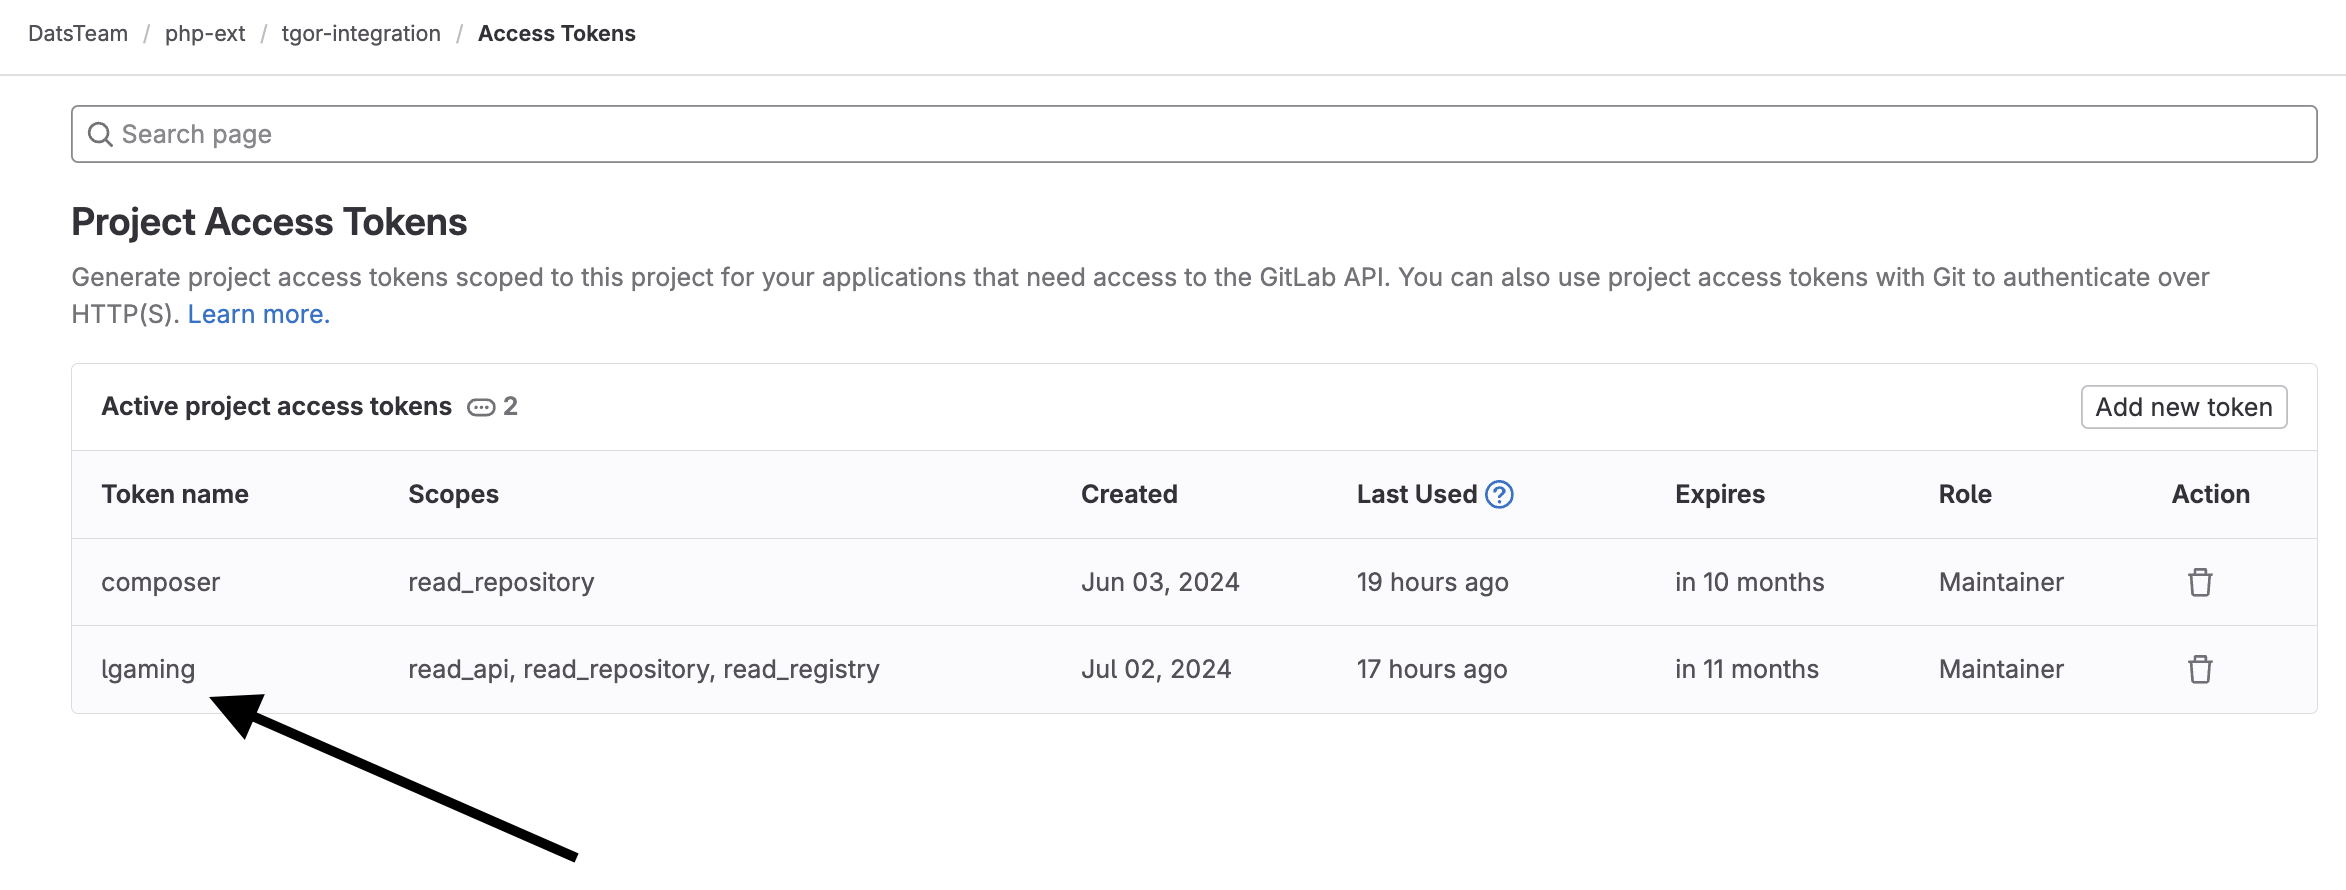 DatsTeam / php-ext / tgor-integration / Access Tokens
Search page
Project Access Tokens
Generate project access tokens scoped to this project for your applications that need access to the GitLab API. You can also use project access tokens with Git to authenticate over
HTTP(S). Learn more.
Active project access tokens 2 Add new token
Token name Scopes Created Last Used ? Expires Role Action
composer read_repository Jun 03, 2024 19 hours ago in 10 months Maintainer
lgaming read_api, read_repository, read_registry Jul 02, 2024 17 hours ago in 11 months Maintainer